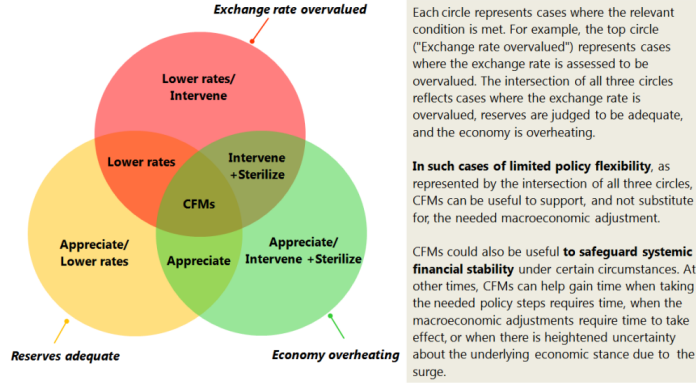 Exchange rate overvalued
Lower rates/
Intervene
Lower rates
Intervene
+Sterilize
CFMs
Appreciate/
Lower rates
Appreciate
Appreciate/
Intervene +Sterilize
Reserves adequate
Economy overheating
Each circle represents cases where the relevant
condition is met. For example, the top circle
("Exchange rate overvalued") represents cases
where the exchange rate is assessed to be
overvalued. The intersection of all three circles
reflects cases where the exchange rate is
overvalued, reserves are judged to be adequate,
and the economy is overheating.
In such cases of limited policy flexibility, as
represented by the intersection of all three circles,
CFMs can be useful to support, and not substitute
for, the needed macroeconomic adjustment.
CFMs could also be useful to safeguard systemic
financial stability under certain circumstances. At
other times, CFMs can help gain time when taking
the needed policy steps requires time, when the
macroeconomic adjustments require time to take
effect, or when there is heightened uncertainty
about the underlying economic stance due to the
surge.